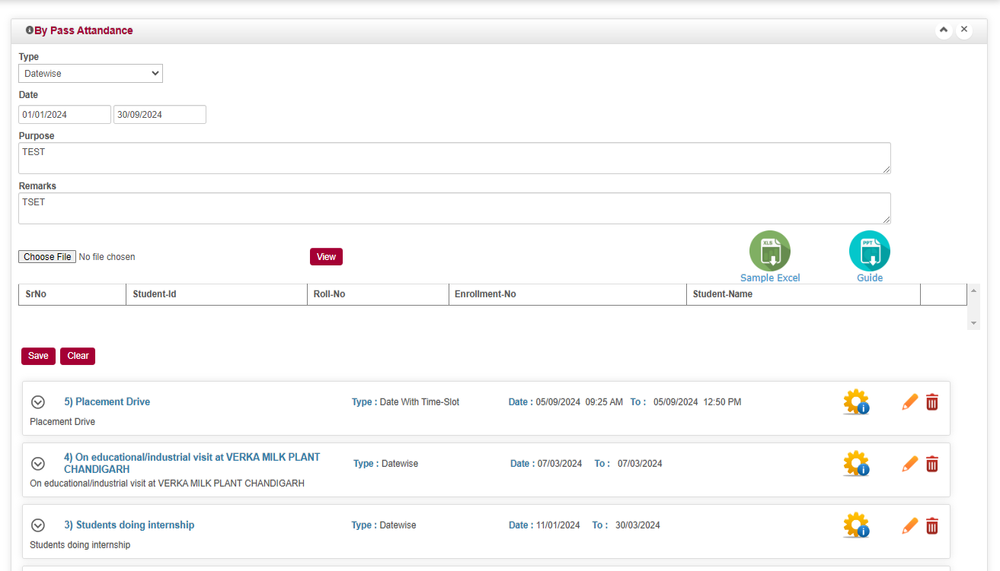 By Pass Attandance
Type
Datewise
Date
01/01/2024 30/09/2024
Purpose
TEST
Remarks
TSET
Choose File No file chosen View
XLS PPT
Sample Excel Guide
SrNo Student-Id Roll-No Enrollment-No Student-Name
Save Clear
5) Placement Drive Type : Date With Time-Slot Date : 05/09/2024 09:25 AM To : 05/09/2024 12:50 PM
Placement Drive
4) On educational/industrial visit at VERKA MILK PLANT
CHANDIGARH
Type : Datewise Date : 07/03/2024 To : 07/03/2024
On educational/industrial visit at VERKA MILK PLANT CHANDIGARH
3) Students doing internship Type : Datewise Date : 11/01/2024 To : 30/03/2024
Students doing internship